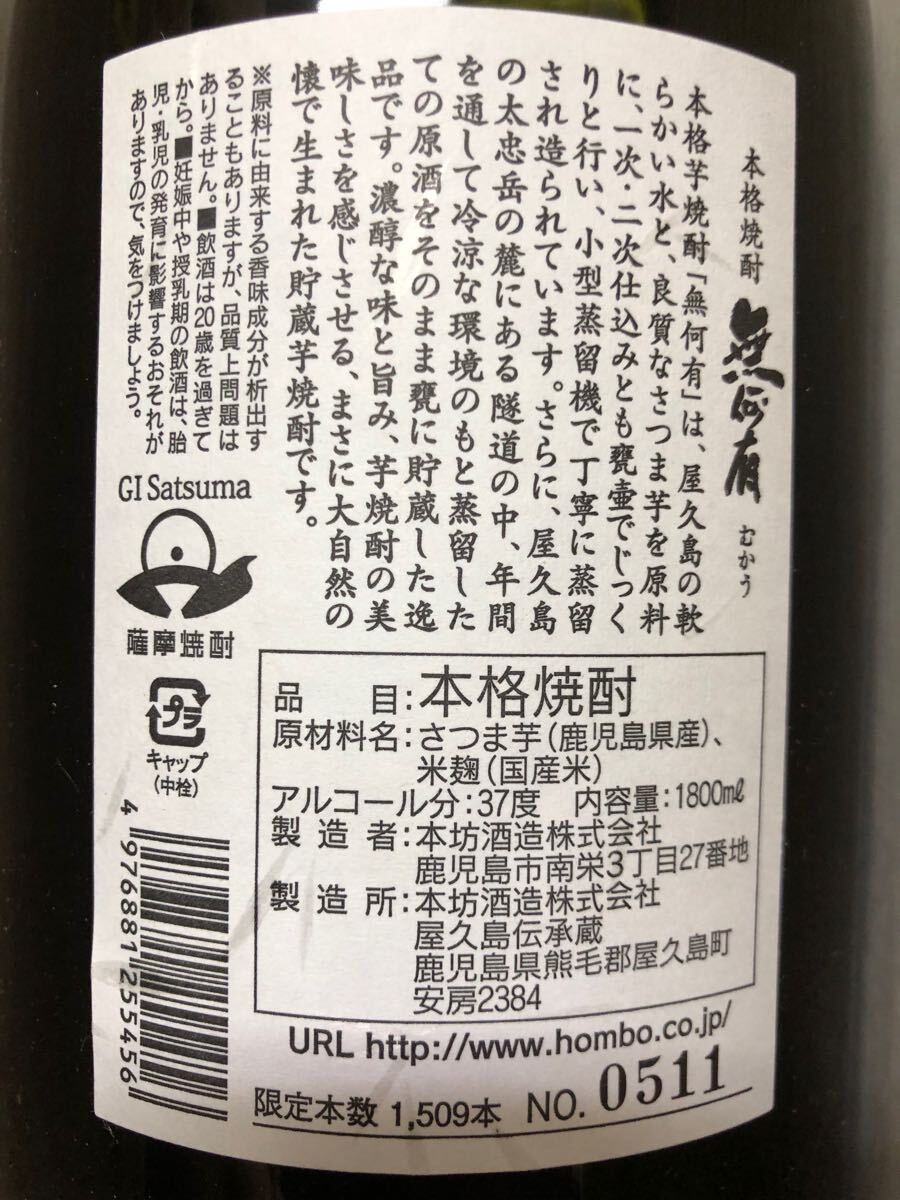 本格焼酎 無何有 むかう
本格芋焼酎「無何有」は、屋久島の軟
らかい水と、良質なさつま芋を原料
に、一次・二次仕込みとも甕壷でじっく
りと行い、小型蒸留機で丁寧に蒸留
され造られています。さらに、屋久島
の太忠岳の麓にある隧道の中、年間
を通して冷涼な環境のもと蒸留した
ての原酒をそのまま甕に貯蔵した逸
品です。濃醇な味と旨み、芋焼酎の美
味しさを感じさせる、まさに大自然の
懐で生まれた貯蔵芋焼酎です。
※原料に由来する香味成分が析出す
ることもありますが、品質上問題は
ありません。■飲酒は20歳を過ぎて
から。■妊娠中や授乳期の飲酒は、胎
児・乳児の発育に影響するおそれが
ありますので、気をつけましょう。
GI Satsuma
薩摩焼酎
プラ
キャップ
(中栓)
4 976881 255456
品目:本格焼酎
原材料名:さつま芋(鹿児島県産)、
米麹(国産米)
アルコール分:37度 内容量:1800㎖
製造者:本坊酒造株式会社
鹿児島市南栄3丁目27番地
製造所:本坊酒造株式会社
屋久島伝承蔵
鹿児島県熊毛郡屋久島町
安房2384
URL http://www.hombo.co.jp/
限定本数 1,509本 NO. 0511